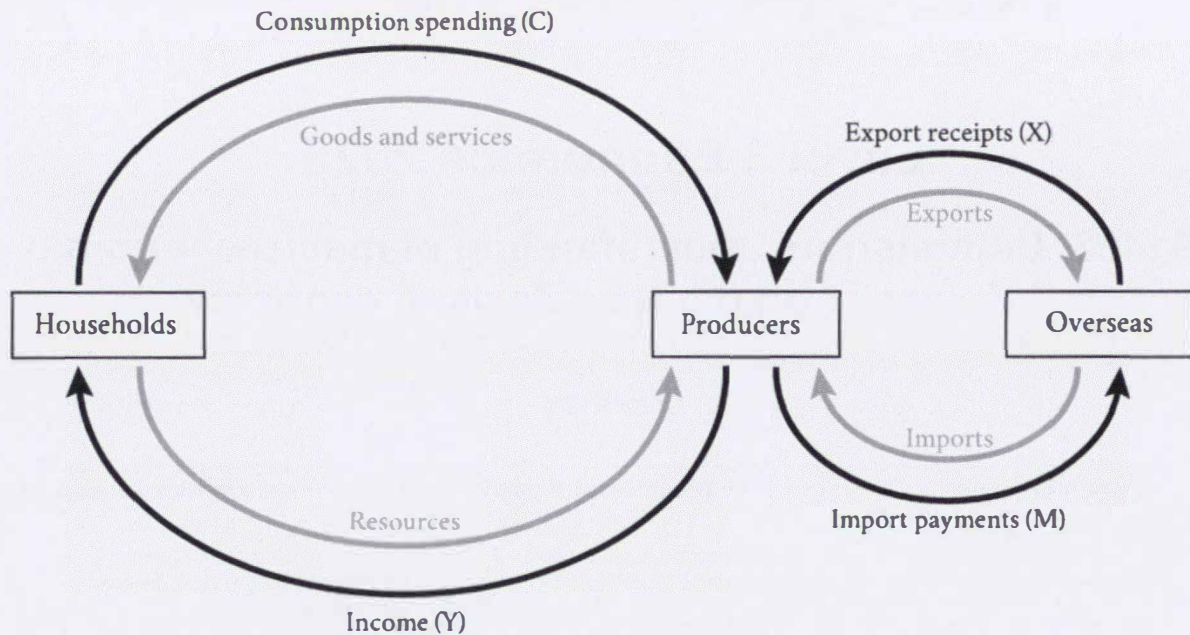 Consumption spending (C)
Goods and services
Export receipts (X)
Exports
Households
Producers
Overseas
Imports
Resources
Import payments (M)
Income (Y)